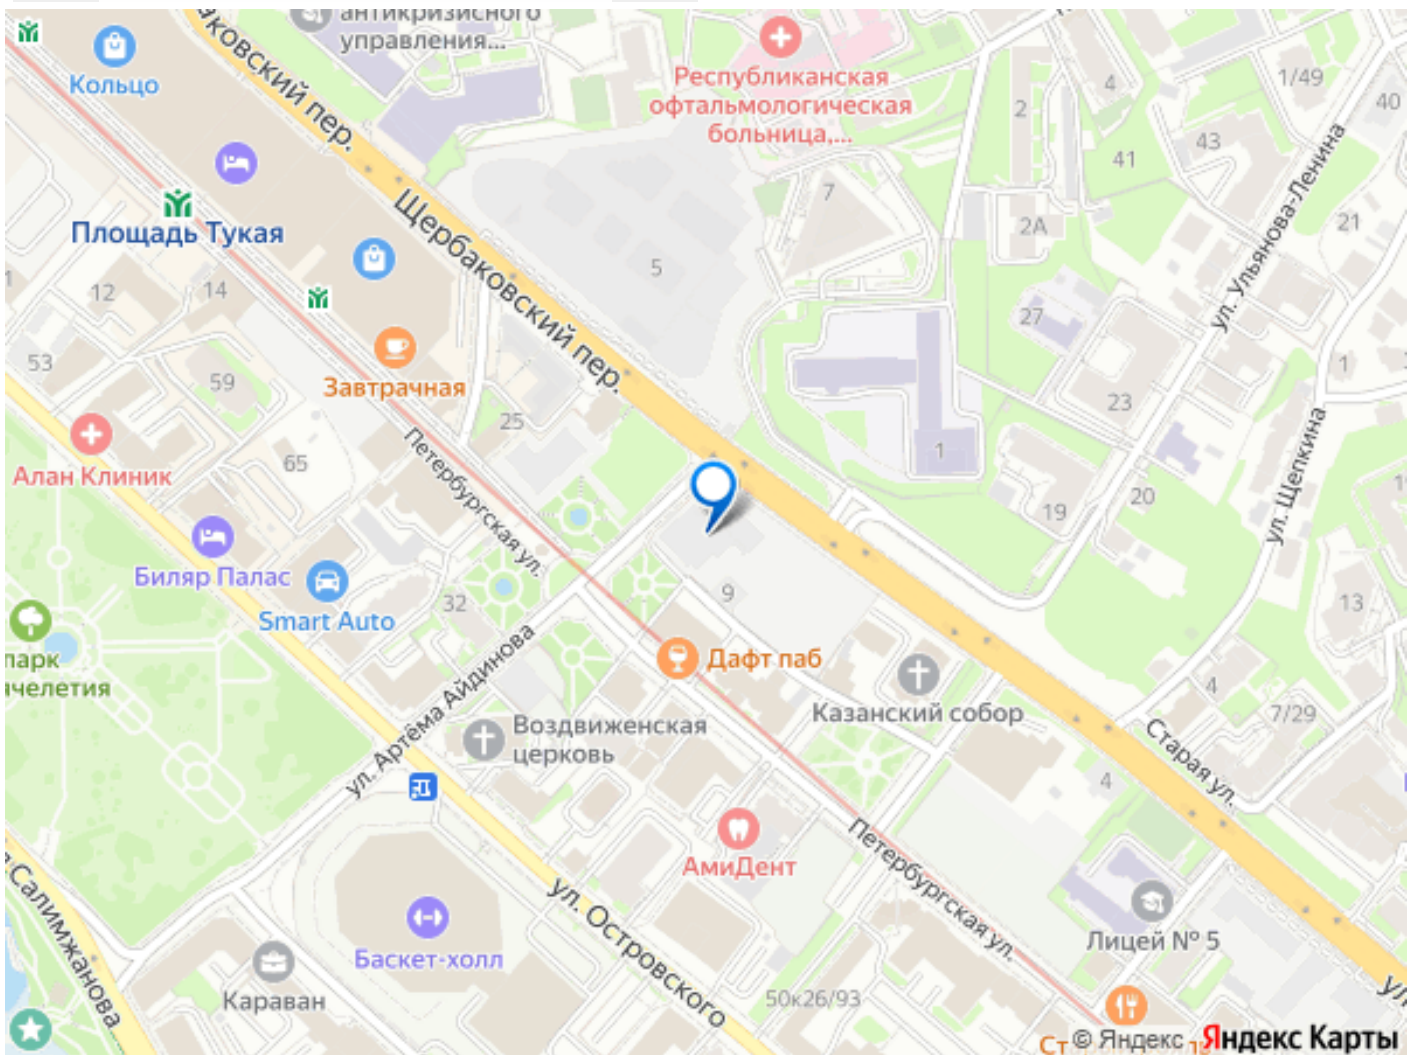 антикризисного
управления...
Кольцо
Республиканская
офтальмологическая
больница,...
1/49
40
4
2
43
41
7
2А
21
Щербаковский пер.
Площадь Тукая
ул. Ульянова-Ленина
5
12
14
27
53
59
Завтрачная
25
23
1
1
Алан Клиник
65
Петербургская ул.
19
20
ул. Щепкина
Биляр Палас
Smart Auto
32
9
13
парк
Дафт паб
Казанский собор
4
7/29
ул. Артёма Айдинова
Воздвиженская
церковь
Старая ул.
4
АмиДент
Петербургская ул.
ул. Островского
Лицей № 5
Баскет-холл
Караван
50к26/93
© Яндекс Яндекс Карты